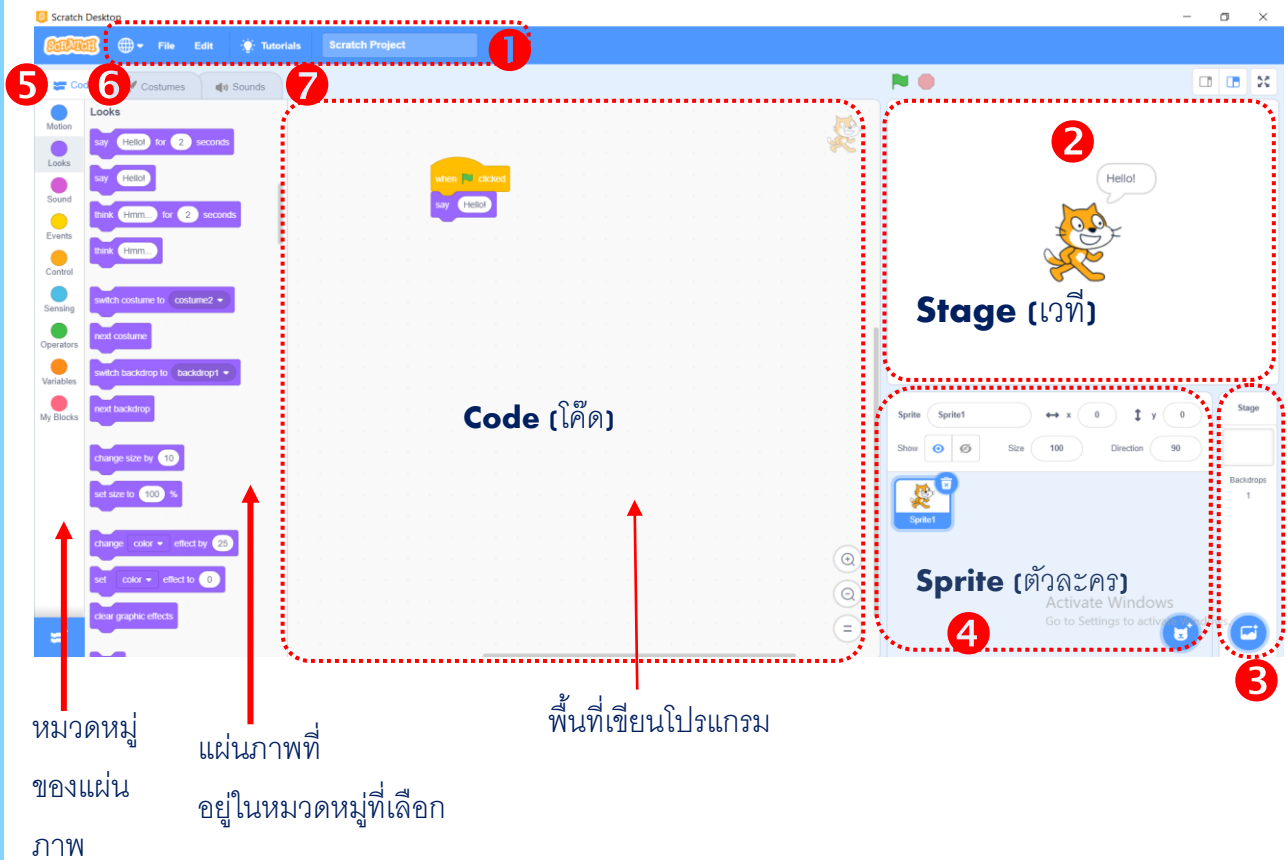 Scratch Desktop
SCRATCH File Edit Tutorials Scratch Project 1
5 Code 6 Costumes Sounds 7
Motion
Looks
Sound
Events
Control
Sensing
Operators
Variables
My Blocks
Looks
say Hello! for 2 seconds
say Hello!
think Hmm... for 2 seconds
think Hmm...
switch costume to costume2
next costume
switch backdrop to backdrop1
next backdrop
change size by 10
set size to 100 %
change color effect by 25
set color effect to 0
clear graphic effects
when clicked
say Hello!
Code (โค๊ด)
2
Hello!
Stage (เวที)
Sprite Sprite1 x 0 y 0
Show Size 100 Direction 90
Sprite1
Sprite (ตัวละคร)
Activate Windows
Go to Settings to activate Windows.
4
Stage
Backdrops
1
3
หมวดหมู่
ของแผ่น
ภาพ
แผ่นภาพที่
อยู่ในหมวดหมู่ที่เลือก
พื้นที่เขียนโปรแกรม